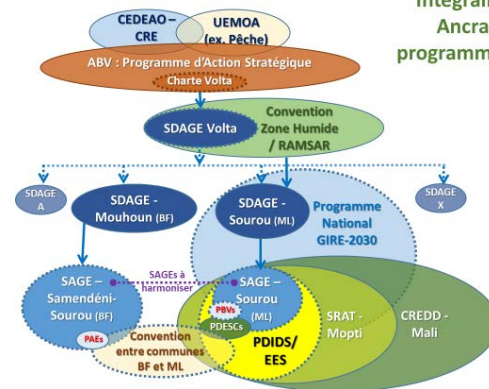 Intégram
Ancra
programm
CEDEAO –
CRE
UEMOA
(ex. Pêche)
ABV : Programme d'Action Stratégique
Charte Volta
SDAGE Volta
Convention
Zone Humide
/ RAMSAR
SDAGE
A
SDAGE -
Mouhoun (BF)
SDAGE -
Sourou (ML)
SDAGE
X
Programme
National
GIRE-2030
SAGE –
Samendéni-
Sourou (BF)
SAGEs à
harmoniser
SAGE –
Sourou
(ML)
PBVs
PDESCs
PAEs
Convention
entre communes
BF et ML
PDIDS/
EES
SRAT -
Mopti
CREDD -
Mali